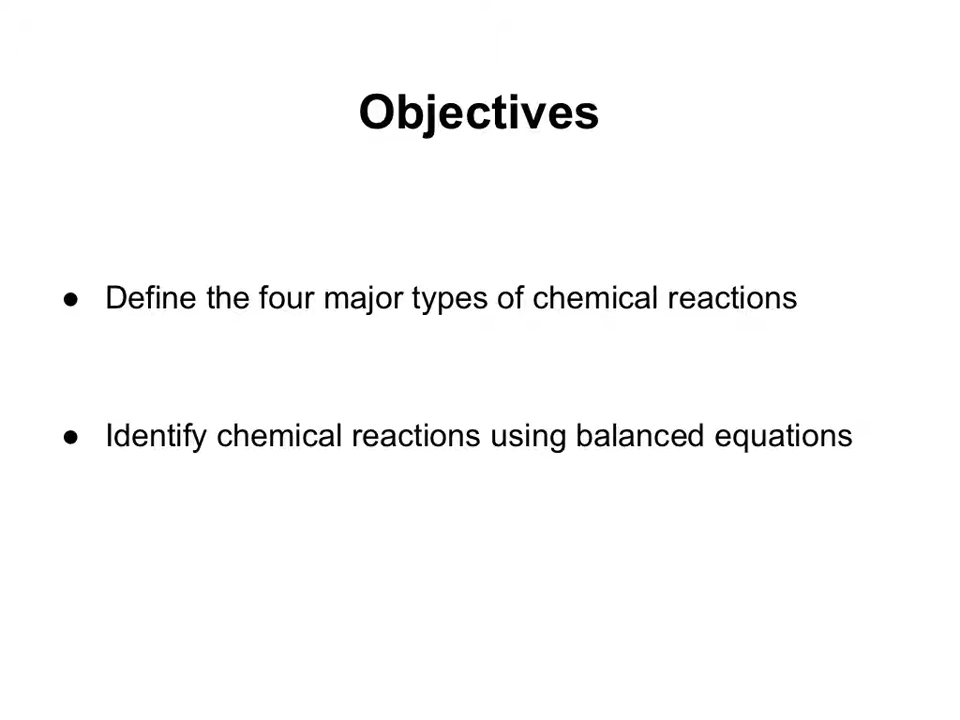 Objectives
● Define the four major types of chemical reactions
● Identify chemical reactions using balanced equations